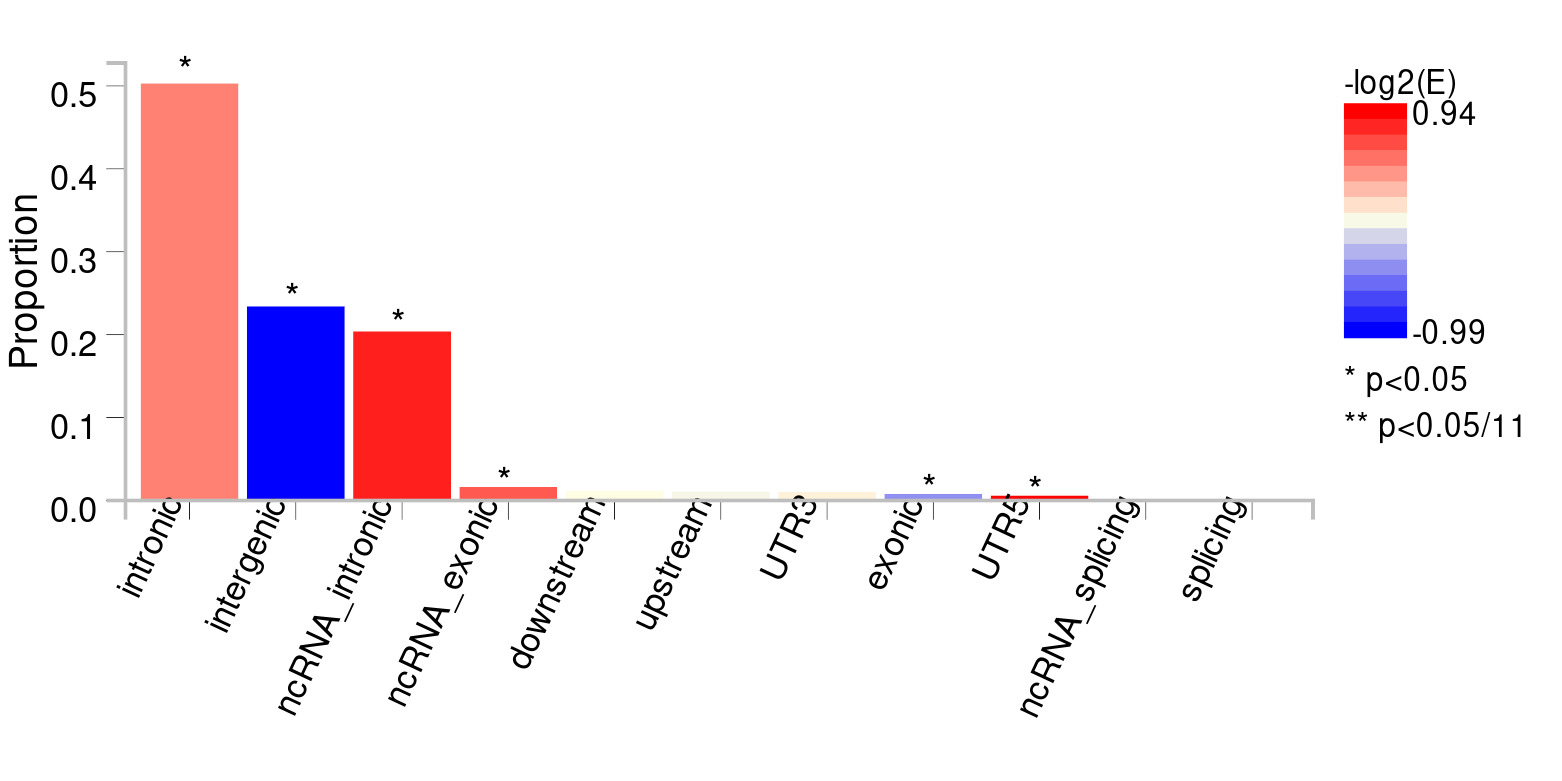 Proportion
0.5
0.4
0.3
0.2
0.1
0.0
*
*
*
*
*
*
intronic
intergenic
ncRNA_intronic
ncRNA_exonic
downstream
upstream
UTR3
exonic
UTR5
ncRNA_splicing
splicing
-log2(E)
0.94
-0.99
* p<0.05
** p<0.05/11